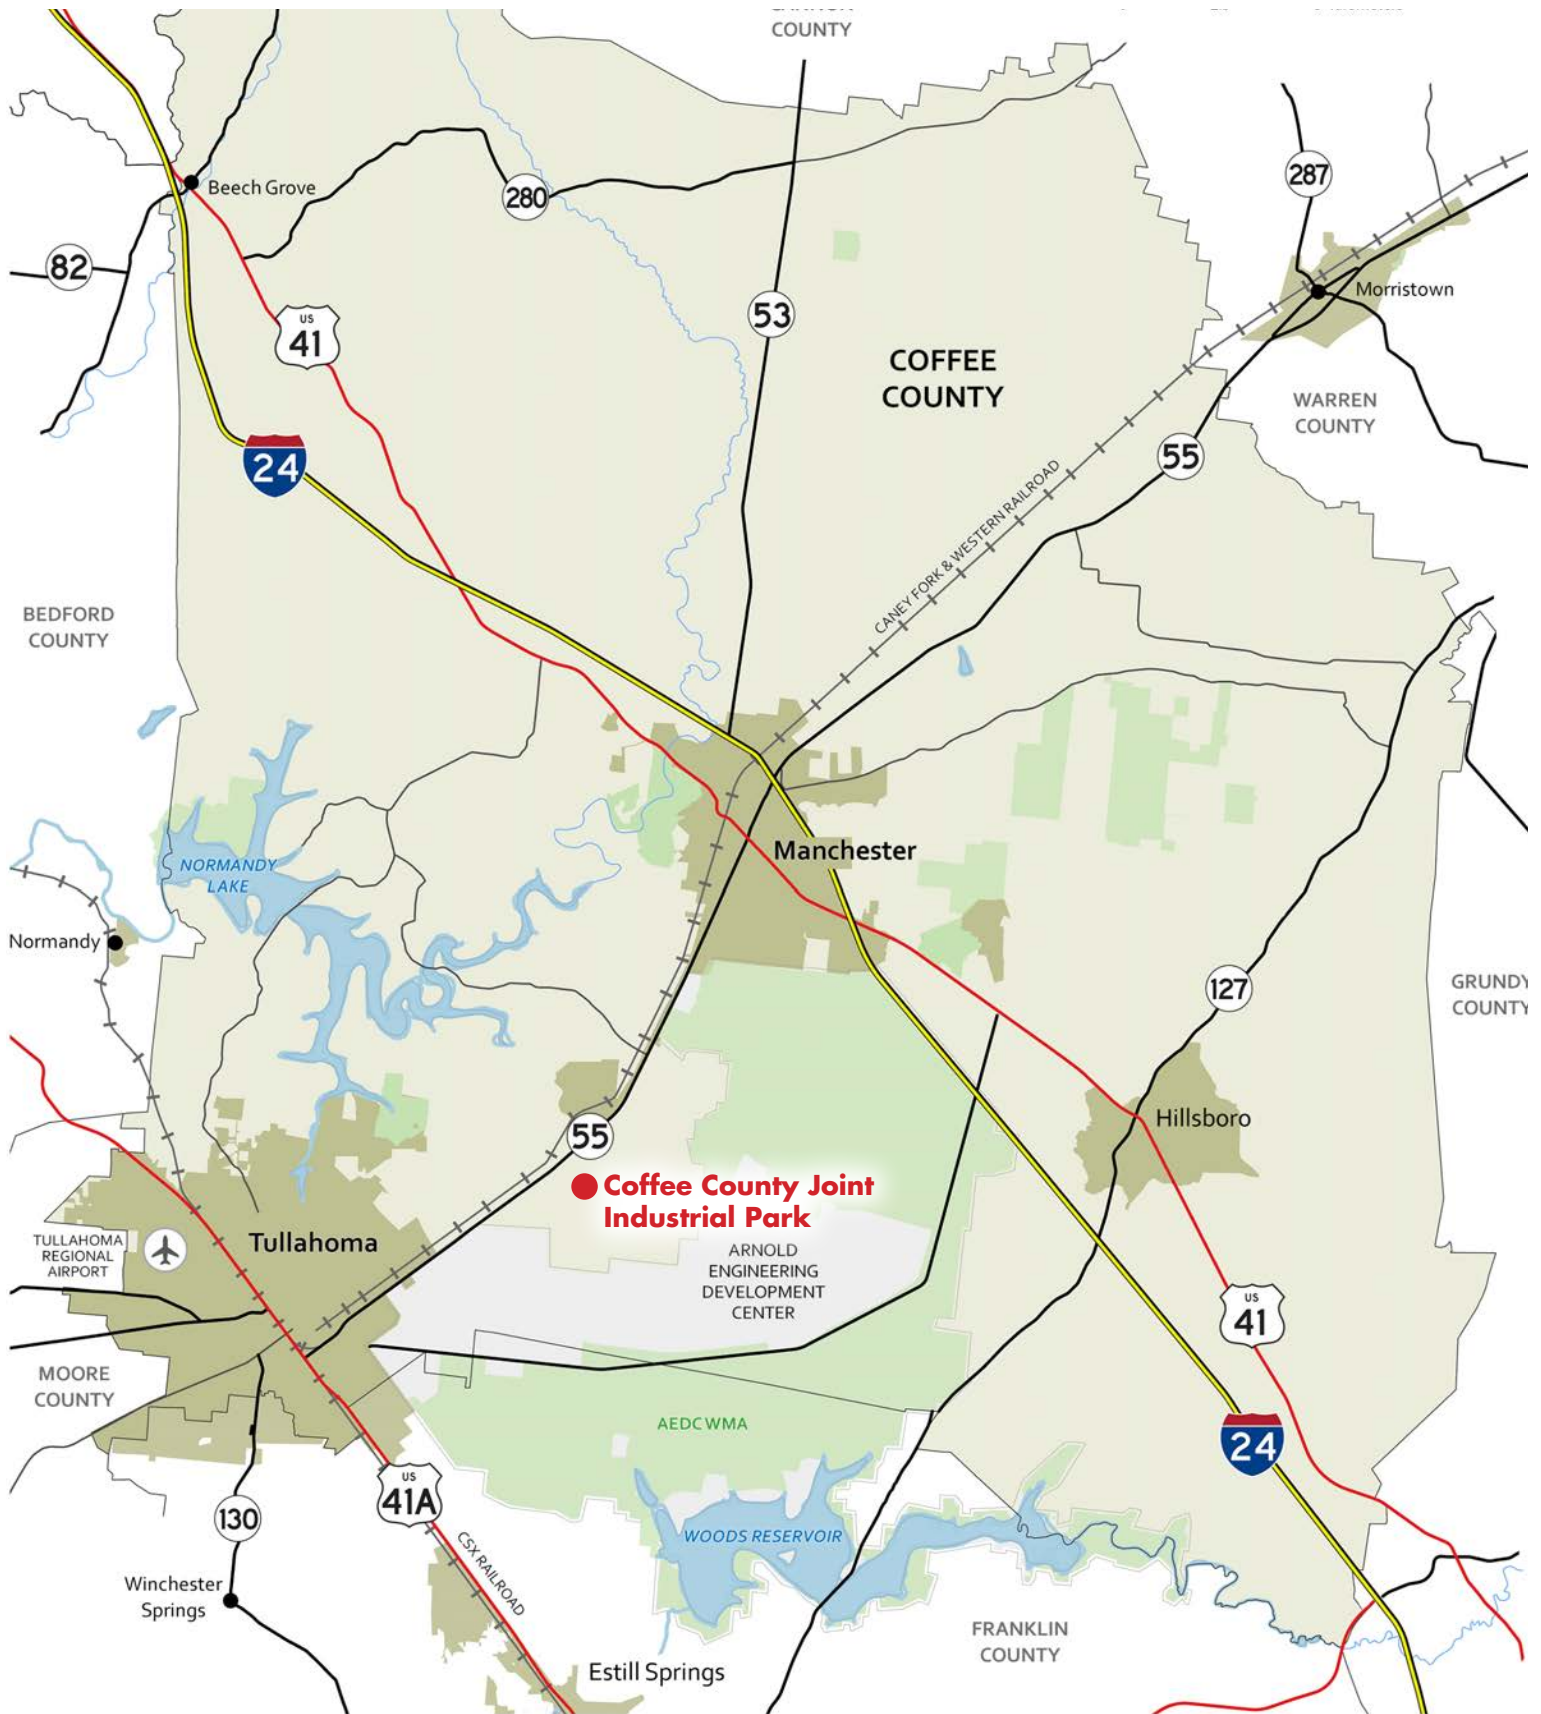 COUNTY
Beech Grove
280
287
82
53
Morristown
US
41
COFFEE
COUNTY
WARREN
COUNTY
24
55
CANEY FORK & WESTERN RAILROAD
BEDFORD
COUNTY
Manchester
NORMANDY
LAKE
Normandy
127
GRUNDY
COUNTY
Hillsboro
55
Coffee County Joint
Industrial Park
TULLAHOMA
REGIONAL
AIRPORT
Tullahoma
ARNOLD
ENGINEERING
DEVELOPMENT
CENTER
US
41
MOORE
COUNTY
AEDC WMA
24
US
41A
130
WOODS RESERVOIR
CSX RAILROAD
Winchester
Springs
FRANKLIN
COUNTY
Estill Springs